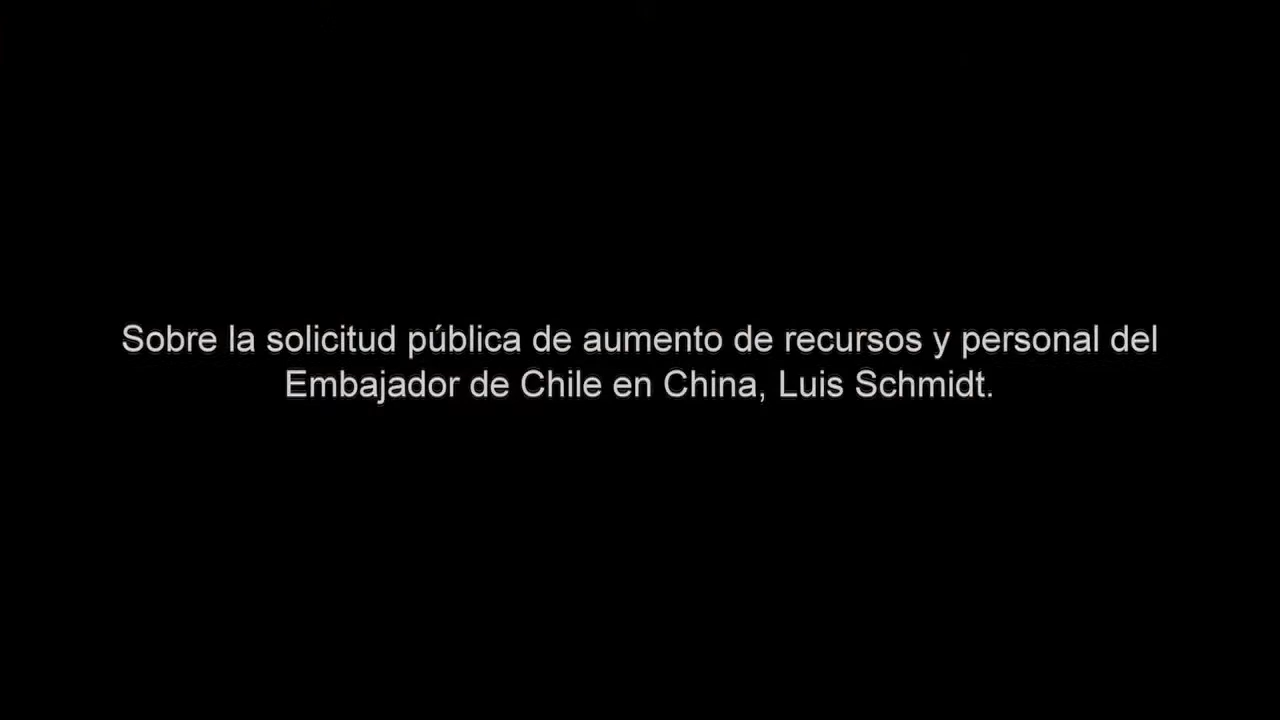 Sobre la solicitud pública de aumento de recursos y personal del
Embajador de Chile en China, Luis Schmidt.